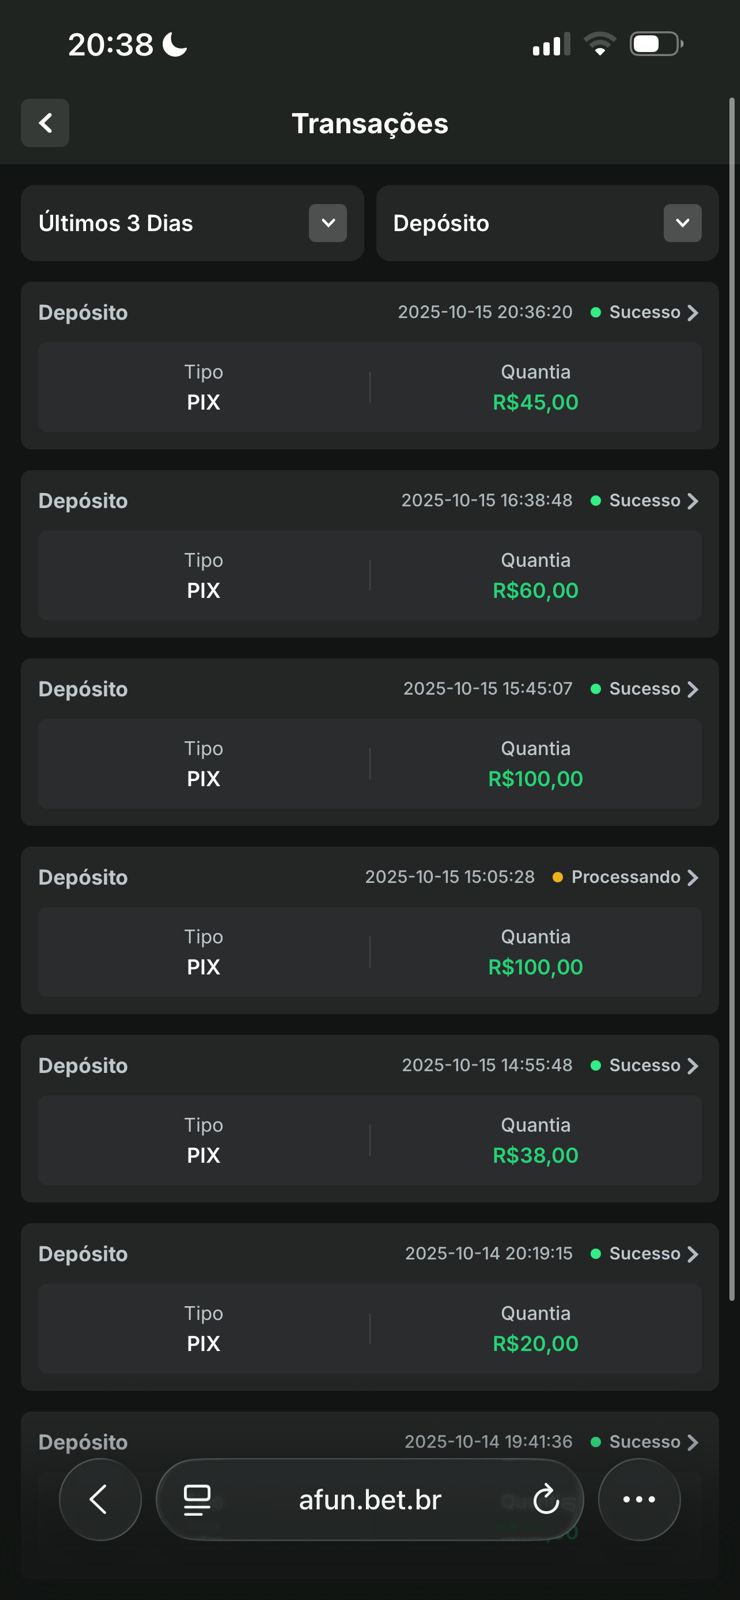 20:38
Transações
Últimos 3 Dias
Depósito
Depósito 2025-10-15 20:36:20 Sucesso
Tipo Quantia
PIX R$45,00
Depósito 2025-10-15 16:38:48 Sucesso
Tipo Quantia
PIX R$60,00
Depósito 2025-10-15 15:45:07 Sucesso
Tipo Quantia
PIX R$100,00
Depósito 2025-10-15 15:05:28 Processando
Tipo Quantia
PIX R$100,00
Depósito 2025-10-15 14:55:48 Sucesso
Tipo Quantia
PIX R$38,00
Depósito 2025-10-14 20:19:15 Sucesso
Tipo Quantia
PIX R$20,00
Depósito 2025-10-14 19:41:36 Sucesso
afun.bet.br